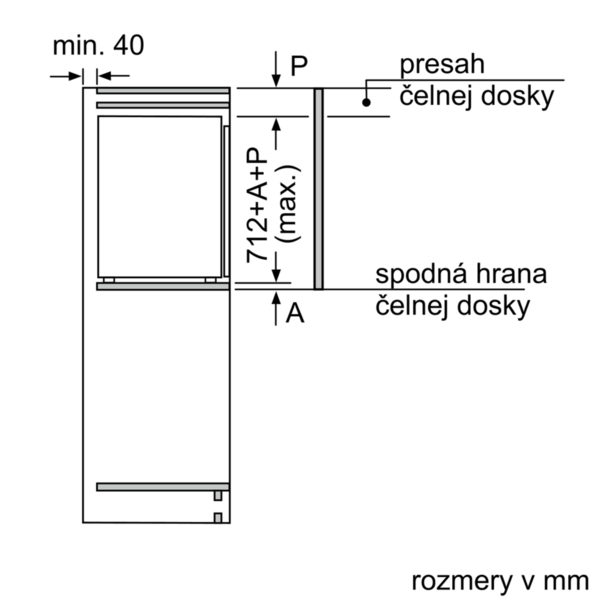 min. 40
P
presah
čelnej dosky
712+A+P
(max.)
spodná hrana
čelnej dosky
A
rozmery v mm